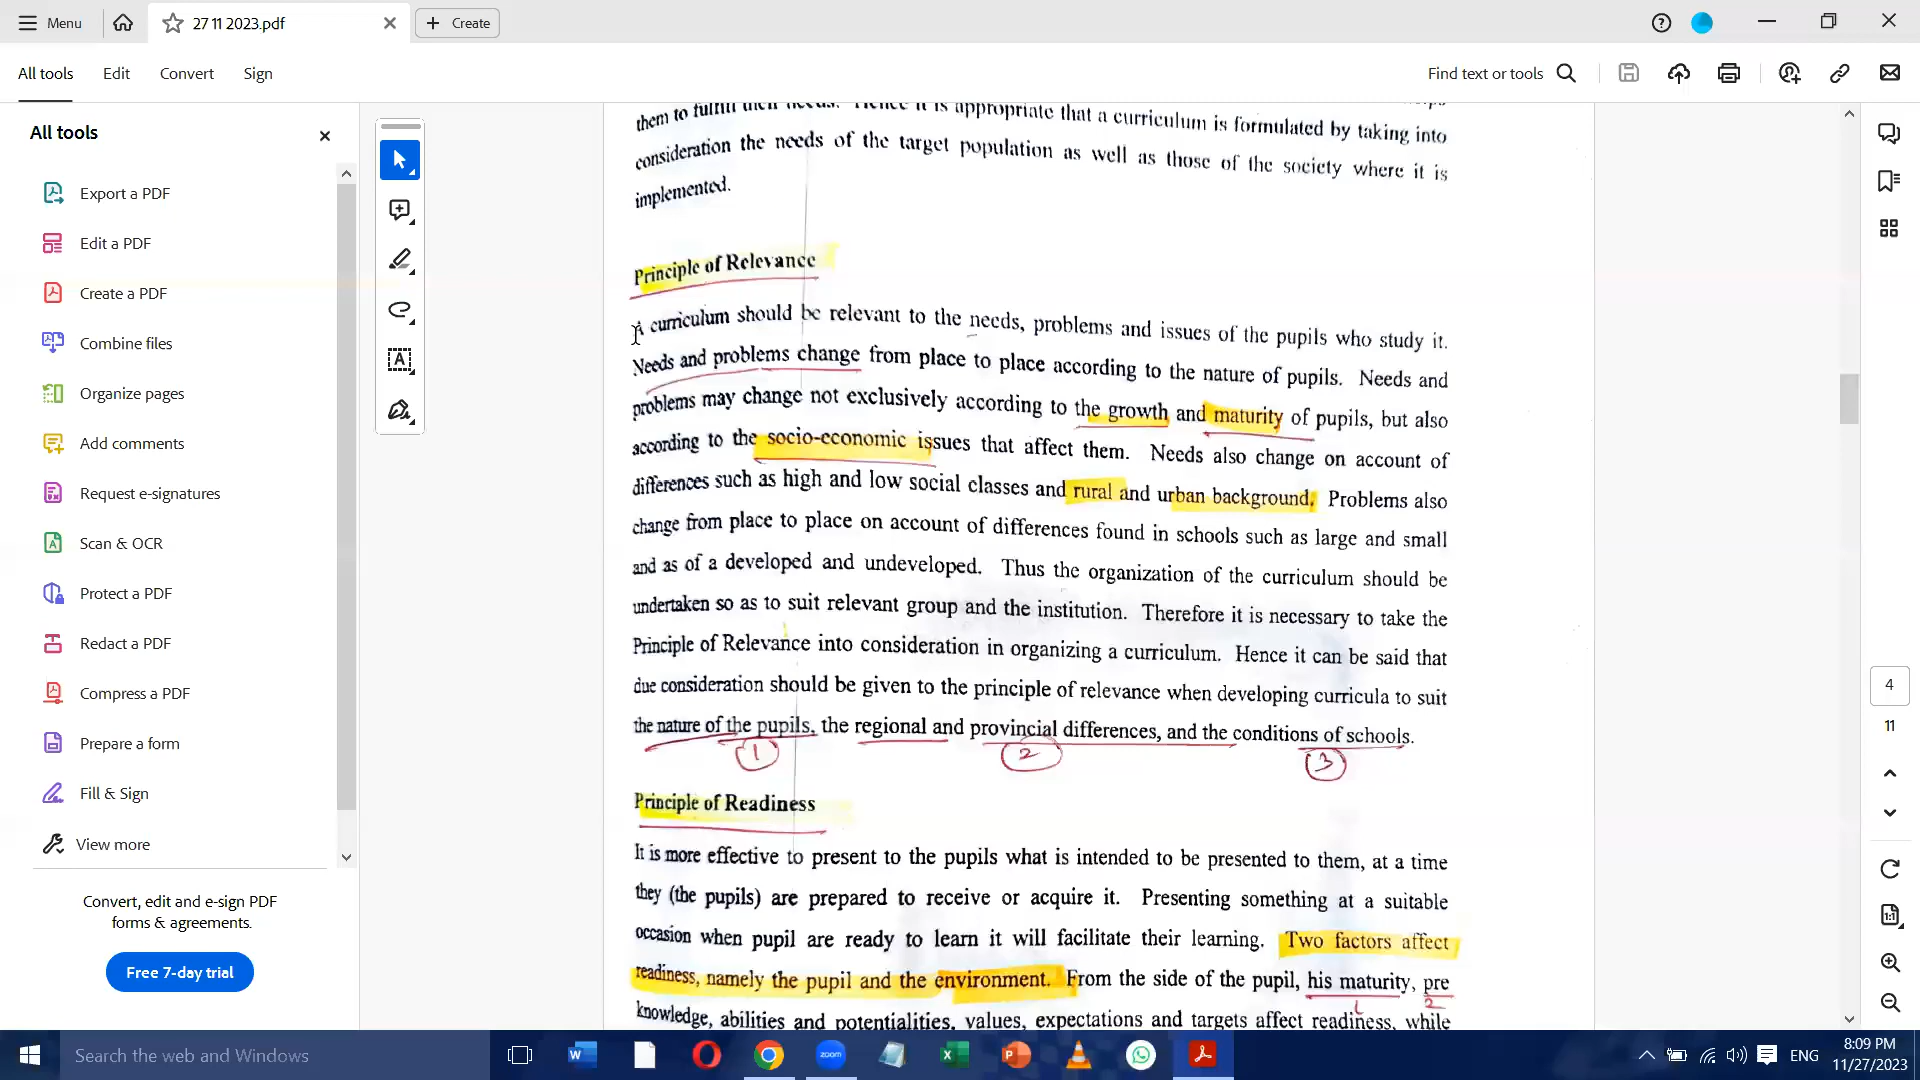 Menu
27 11 2023.pdf
Create
All tools
Edit
Convert
Sign
Find text or tools
All tools
Export a PDF
Edit a PDF
Create a PDF
Combine files
Organize pages
Add comments
Request e-signatures
Scan & OCR
Protect a PDF
Redact a PDF
Compress a PDF
Prepare a form
Fill & Sign
View more
Convert, edit and e-sign PDF
forms & agreements.
Free 7-day trial
them to fulfill their needs. Hence it is appropriate that a curriculum is formulated by taking into
consideration the needs of the target population as well as those of the society where it is
implemented.
Principle of Relevance
A curriculum should be relevant to the needs, problems and issues of the pupils who study it.
Needs and problems change from place to place according to the nature of pupils. Needs and
problems may change not exclusively according to the growth and maturity of pupils, but also
according to the socio-economic issues that affect them. Needs also change on account of
differences such as high and low social classes and rural and urban background. Problems also
change from place to place on account of differences found in schools such as large and small
and as of a developed and undeveloped. Thus the organization of the curriculum should be
undertaken so as to suit relevant group and the institution. Therefore it is necessary to take the
Principle of Relevance into consideration in organizing a curriculum. Hence it can be said that
due consideration should be given to the principle of relevance when developing curricula to suit
the nature of the pupils, the regional and provincial differences, and the conditions of schools.
1 2 3
Principle of Readiness
It is more effective to present to the pupils what is intended to be presented to them, at a time
they (the pupils) are prepared to receive or acquire it. Presenting something at a suitable
occasion when pupil are ready to learn it will facilitate their learning. Two factors affect
readiness, namely the pupil and the environment. From the side of the pupil, his maturity, pre
1 2
knowledge, abilities and potentialities, values, expectations and targets affect readiness, while
4
11
Search the web and Windows
zoom
ENG
8:09 PM
11/27/2023